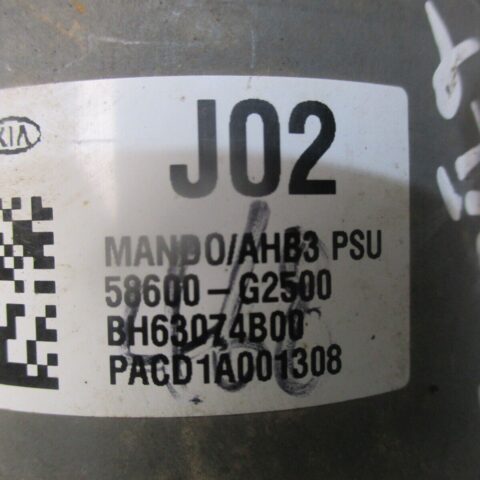 KIA
J02
MANDO/AHB3 PSU
58600-G2500
BH63074B00
PACD1A001308